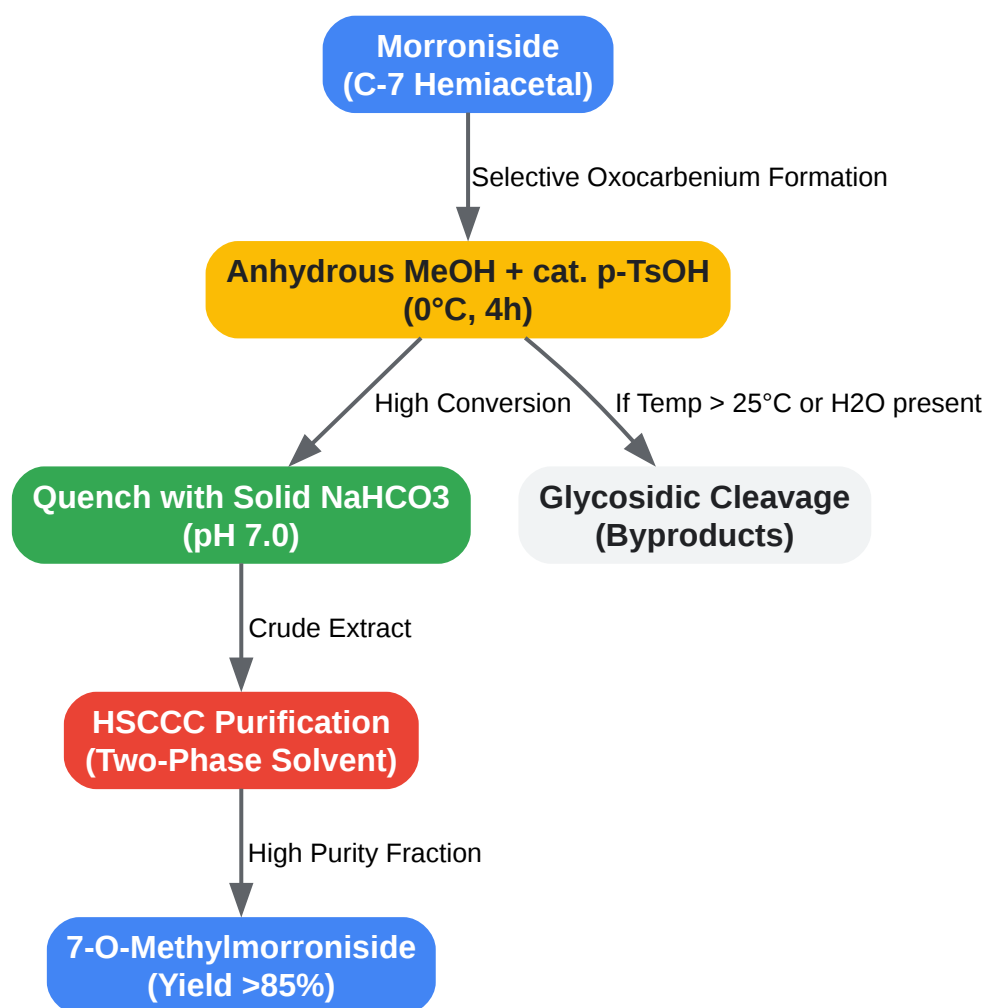 Morroniside
(C-7 Hemiacetal)
Selective Oxocarbenium Formation
Anhydrous MeOH + cat. p-TsOH
(0°C, 4h)
High Conversion
If Temp > 25°C or H2O present
Quench with Solid NaHCO3
(pH 7.0)
Glycosidic Cleavage
(Byproducts)
Crude Extract
HSCCC Purification
(Two-Phase Solvent)
High Purity Fraction
7-O-Methylmorroniside
(Yield >85%)